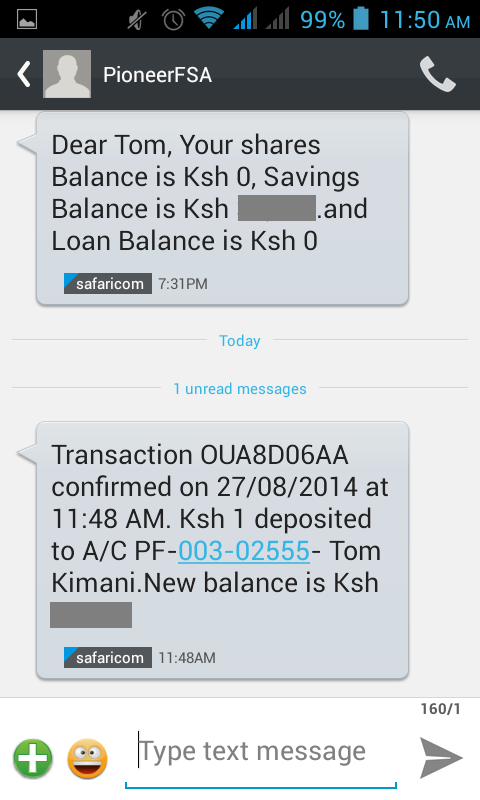 99% 11:50 AM
PioneerFSA
Dear Tom, Your shares
Balance is Ksh 0, Savings
Balance is Ksh .and
Loan Balance is Ksh 0
safaricom 7:31PM
Today
1 unread messages
Transaction OUA8D06AA
confirmed on 27/08/2014 at
11:48 AM. Ksh 1 deposited
to A/C PF-003-02555- Tom
Kimani.New balance is Ksh
safaricom 11:48AM
160/1
Type text message